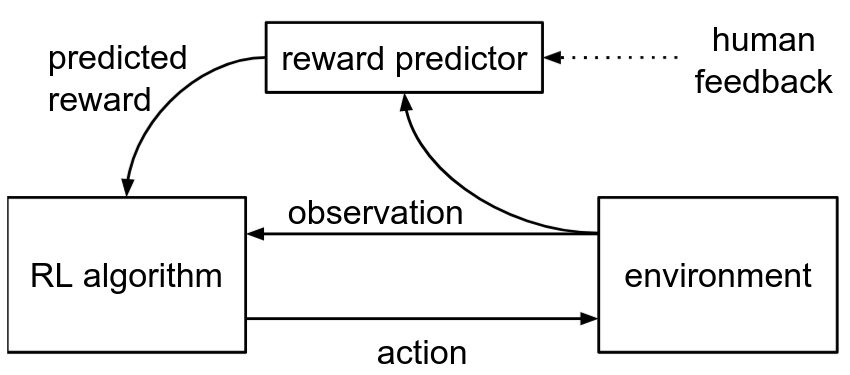 predicted
reward
reward predictor
human
feedback
observation
RL algorithm
environment
action